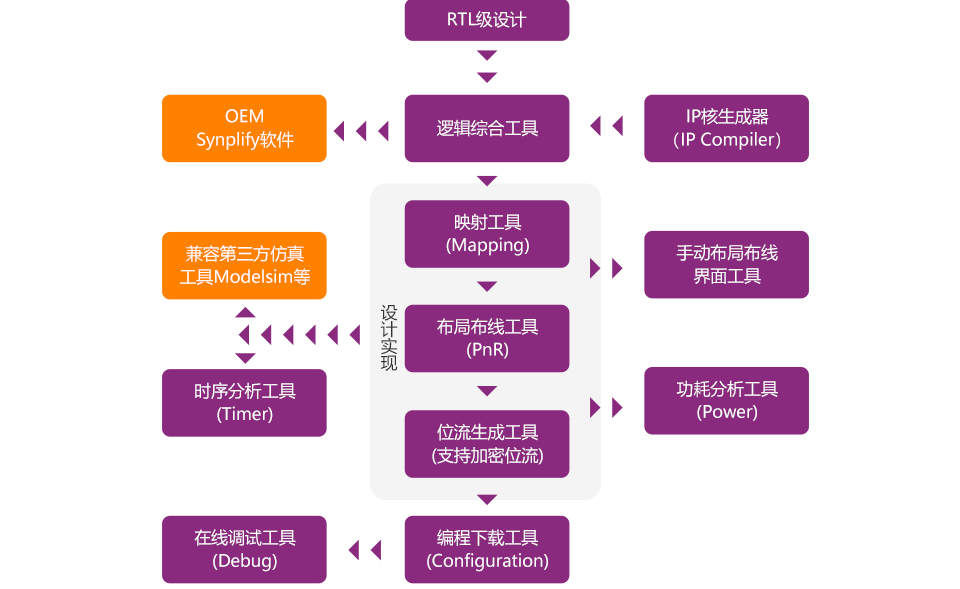 RTL级设计
OEM
Synplify软件
逻辑综合工具
IP核生成器
（IP Compiler）
映射工具
(Mapping)
兼容第三方仿真
工具Modelsim等
手动布局布线
界面工具
设计实现
布局布线工具
(PnR)
时序分析工具
(Timer)
功耗分析工具
(Power)
位流生成工具
(支持加密位流)
在线调试工具
(Debug)
编程下载工具
(Configuration)